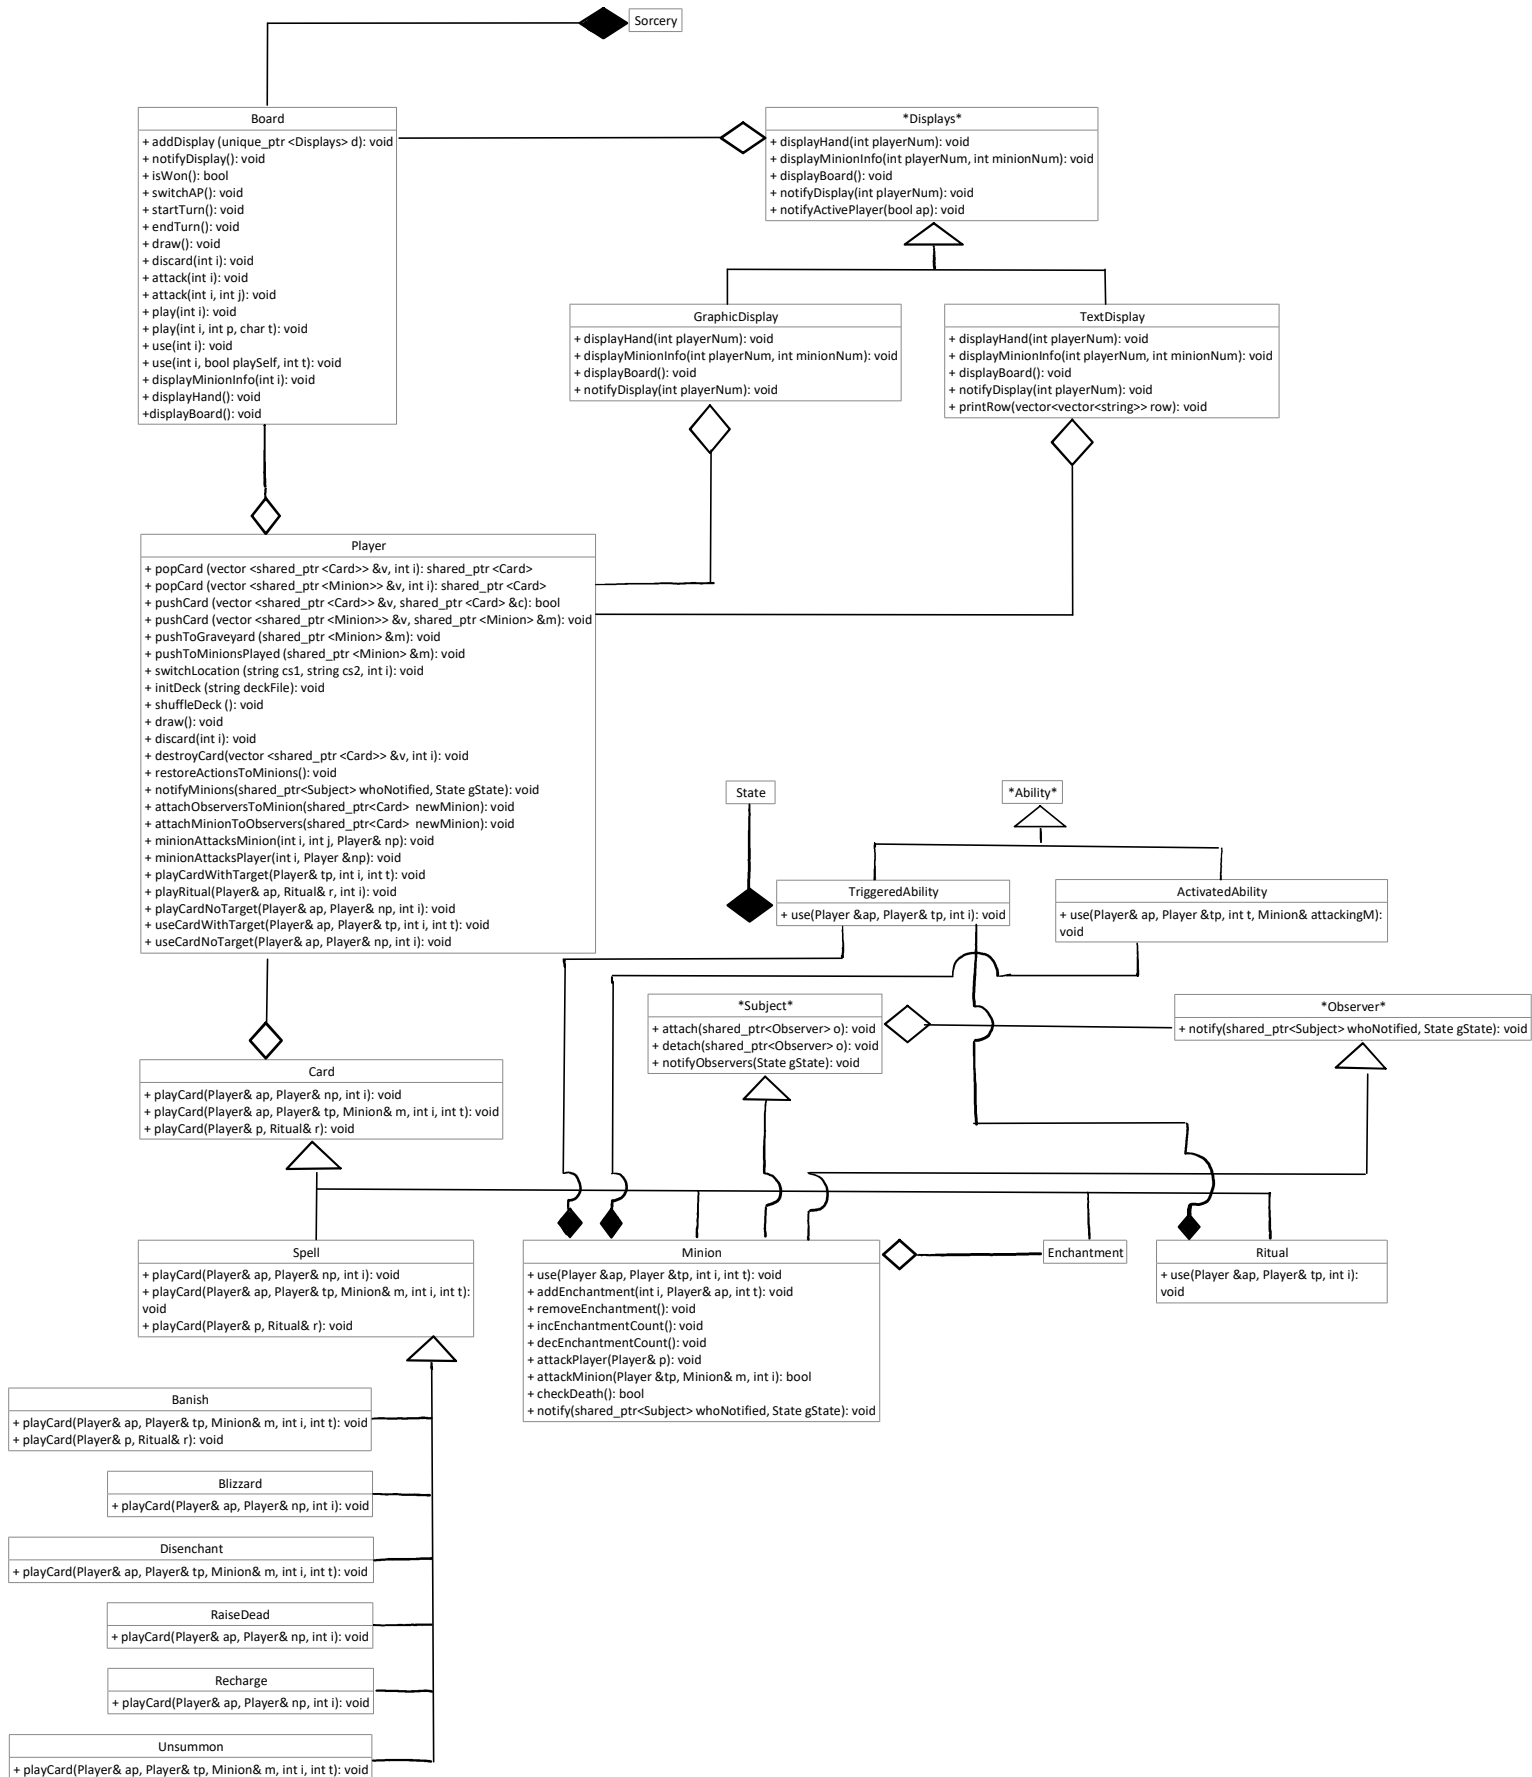 Sorcery
Board
+ addDisplay (unique_ptr <Displays> d): void
+ notifyDisplay(): void
+ isWon(): bool
+ switchAP(): void
+ startTurn(): void
+ endTurn(): void
+ draw(): void
+ discard(int i): void
+ attack(int i): void
+ attack(int i, int j): void
+ play(int i): void
+ play(int i, int p, char t): void
+ use(int i): void
+ use(int i, bool playSelf, int t): void
+ displayMinionInfo(int i): void
+ displayHand(): void
+displayBoard(): void
*Displays*
+ displayHand(int playerNum): void
+ displayMinionInfo(int playerNum, int minionNum): void
+ displayBoard(): void
+ notifyDisplay(int playerNum): void
+ notifyActivePlayer(bool ap): void
GraphicDisplay
+ displayHand(int playerNum): void
+ displayMinionInfo(int playerNum, int minionNum): void
+ displayBoard(): void
+ notifyDisplay(int playerNum): void
TextDisplay
+ displayHand(int playerNum): void
+ displayMinionInfo(int playerNum, int minionNum): void
+ displayBoard(): void
+ notifyDisplay(int playerNum): void
+ printRow(vector<vector<string>> row): void
Player
+ popCard (vector <shared_ptr <Card>> &v, int i): shared_ptr <Card>
+ popCard (vector <shared_ptr <Minion>> &v, int i): shared_ptr <Card>
+ pushCard (vector <shared_ptr <Card>> &v, shared_ptr <Card> &c): bool
+ pushCard (vector <shared_ptr <Minion>> &v, shared_ptr <Minion> &m): void
+ pushToGraveyard (shared_ptr <Minion> &m): void
+ pushToMinionsPlayed (shared_ptr <Minion> &m): void
+ switchLocation (string cs1, string cs2, int i): void
+ initDeck (string deckFile): void
+ shuffleDeck (): void
+ draw(): void
+ discard(int i): void
+ destroyCard(vector <shared_ptr <Card>> &v, int i): void
+ restoreActionsToMinions(): void
+ notifyMinions(shared_ptr<Subject> whoNotified, State gState): void
+ attachObserversToMinion(shared_ptr<Card> newMinion): void
+ attachMinionToObservers(shared_ptr<Card> newMinion): void
+ minionAttacksMinion(int i, int j, Player& np): void
+ minionAttacksPlayer(int i, Player &np): void
+ playCardWithTarget(Player& tp, int i, int t): void
+ playRitual(Player& ap, Ritual& r, int i): void
+ playCardNoTarget(Player& ap, Player& np, int i): void
+ useCardWithTarget(Player& ap, Player& tp, int i, int t): void
+ useCardNoTarget(Player& ap, Player& np, int i): void
State
*Ability*
TriggeredAbility
+ use(Player &ap, Player& tp, int i): void
ActivatedAbility
+ use(Player& ap, Player &tp, int t, Minion& attackingM):
void
*Subject*
+ attach(shared_ptr<Observer> o): void
+ detach(shared_ptr<Observer> o): void
+ notifyObservers(State gState): void
*Observer*
+ notify(shared_ptr<Subject> whoNotified, State gState): void
Card
+ playCard(Player& ap, Player& np, int i): void
+ playCard(Player& ap, Player& tp, Minion& m, int i, int t): void
+ playCard(Player& p, Ritual& r): void
Spell
+ playCard(Player& ap, Player& np, int i): void
+ playCard(Player& ap, Player& tp, Minion& m, int i, int t):
void
+ playCard(Player& p, Ritual& r): void
Minion
+ use(Player &ap, Player &tp, int i, int t): void
+ addEnchantment(int i, Player& ap, int t): void
+ removeEnchantment(): void
+ incEnchantmentCount(): void
+ decEnchantmentCount(): void
+ attackPlayer(Player& p): void
+ attackMinion(Player &tp, Minion& m, int i): bool
+ checkDeath(): bool
+ notify(shared_ptr<Subject> whoNotified, State gState): void
Enchantment
Ritual
+ use(Player &ap, Player& tp, int i):
void
Banish
+ playCard(Player& ap, Player& tp, Minion& m, int i, int t): void
+ playCard(Player& p, Ritual& r): void
Blizzard
+ playCard(Player& ap, Player& np, int i): void
Disenchant
+ playCard(Player& ap, Player& tp, Minion& m, int i, int t): void
RaiseDead
+ playCard(Player& ap, Player& np, int i): void
Recharge
+ playCard(Player& ap, Player& np, int i): void
Unsummon
+ playCard(Player& ap, Player& tp, Minion& m, int i, int t): void